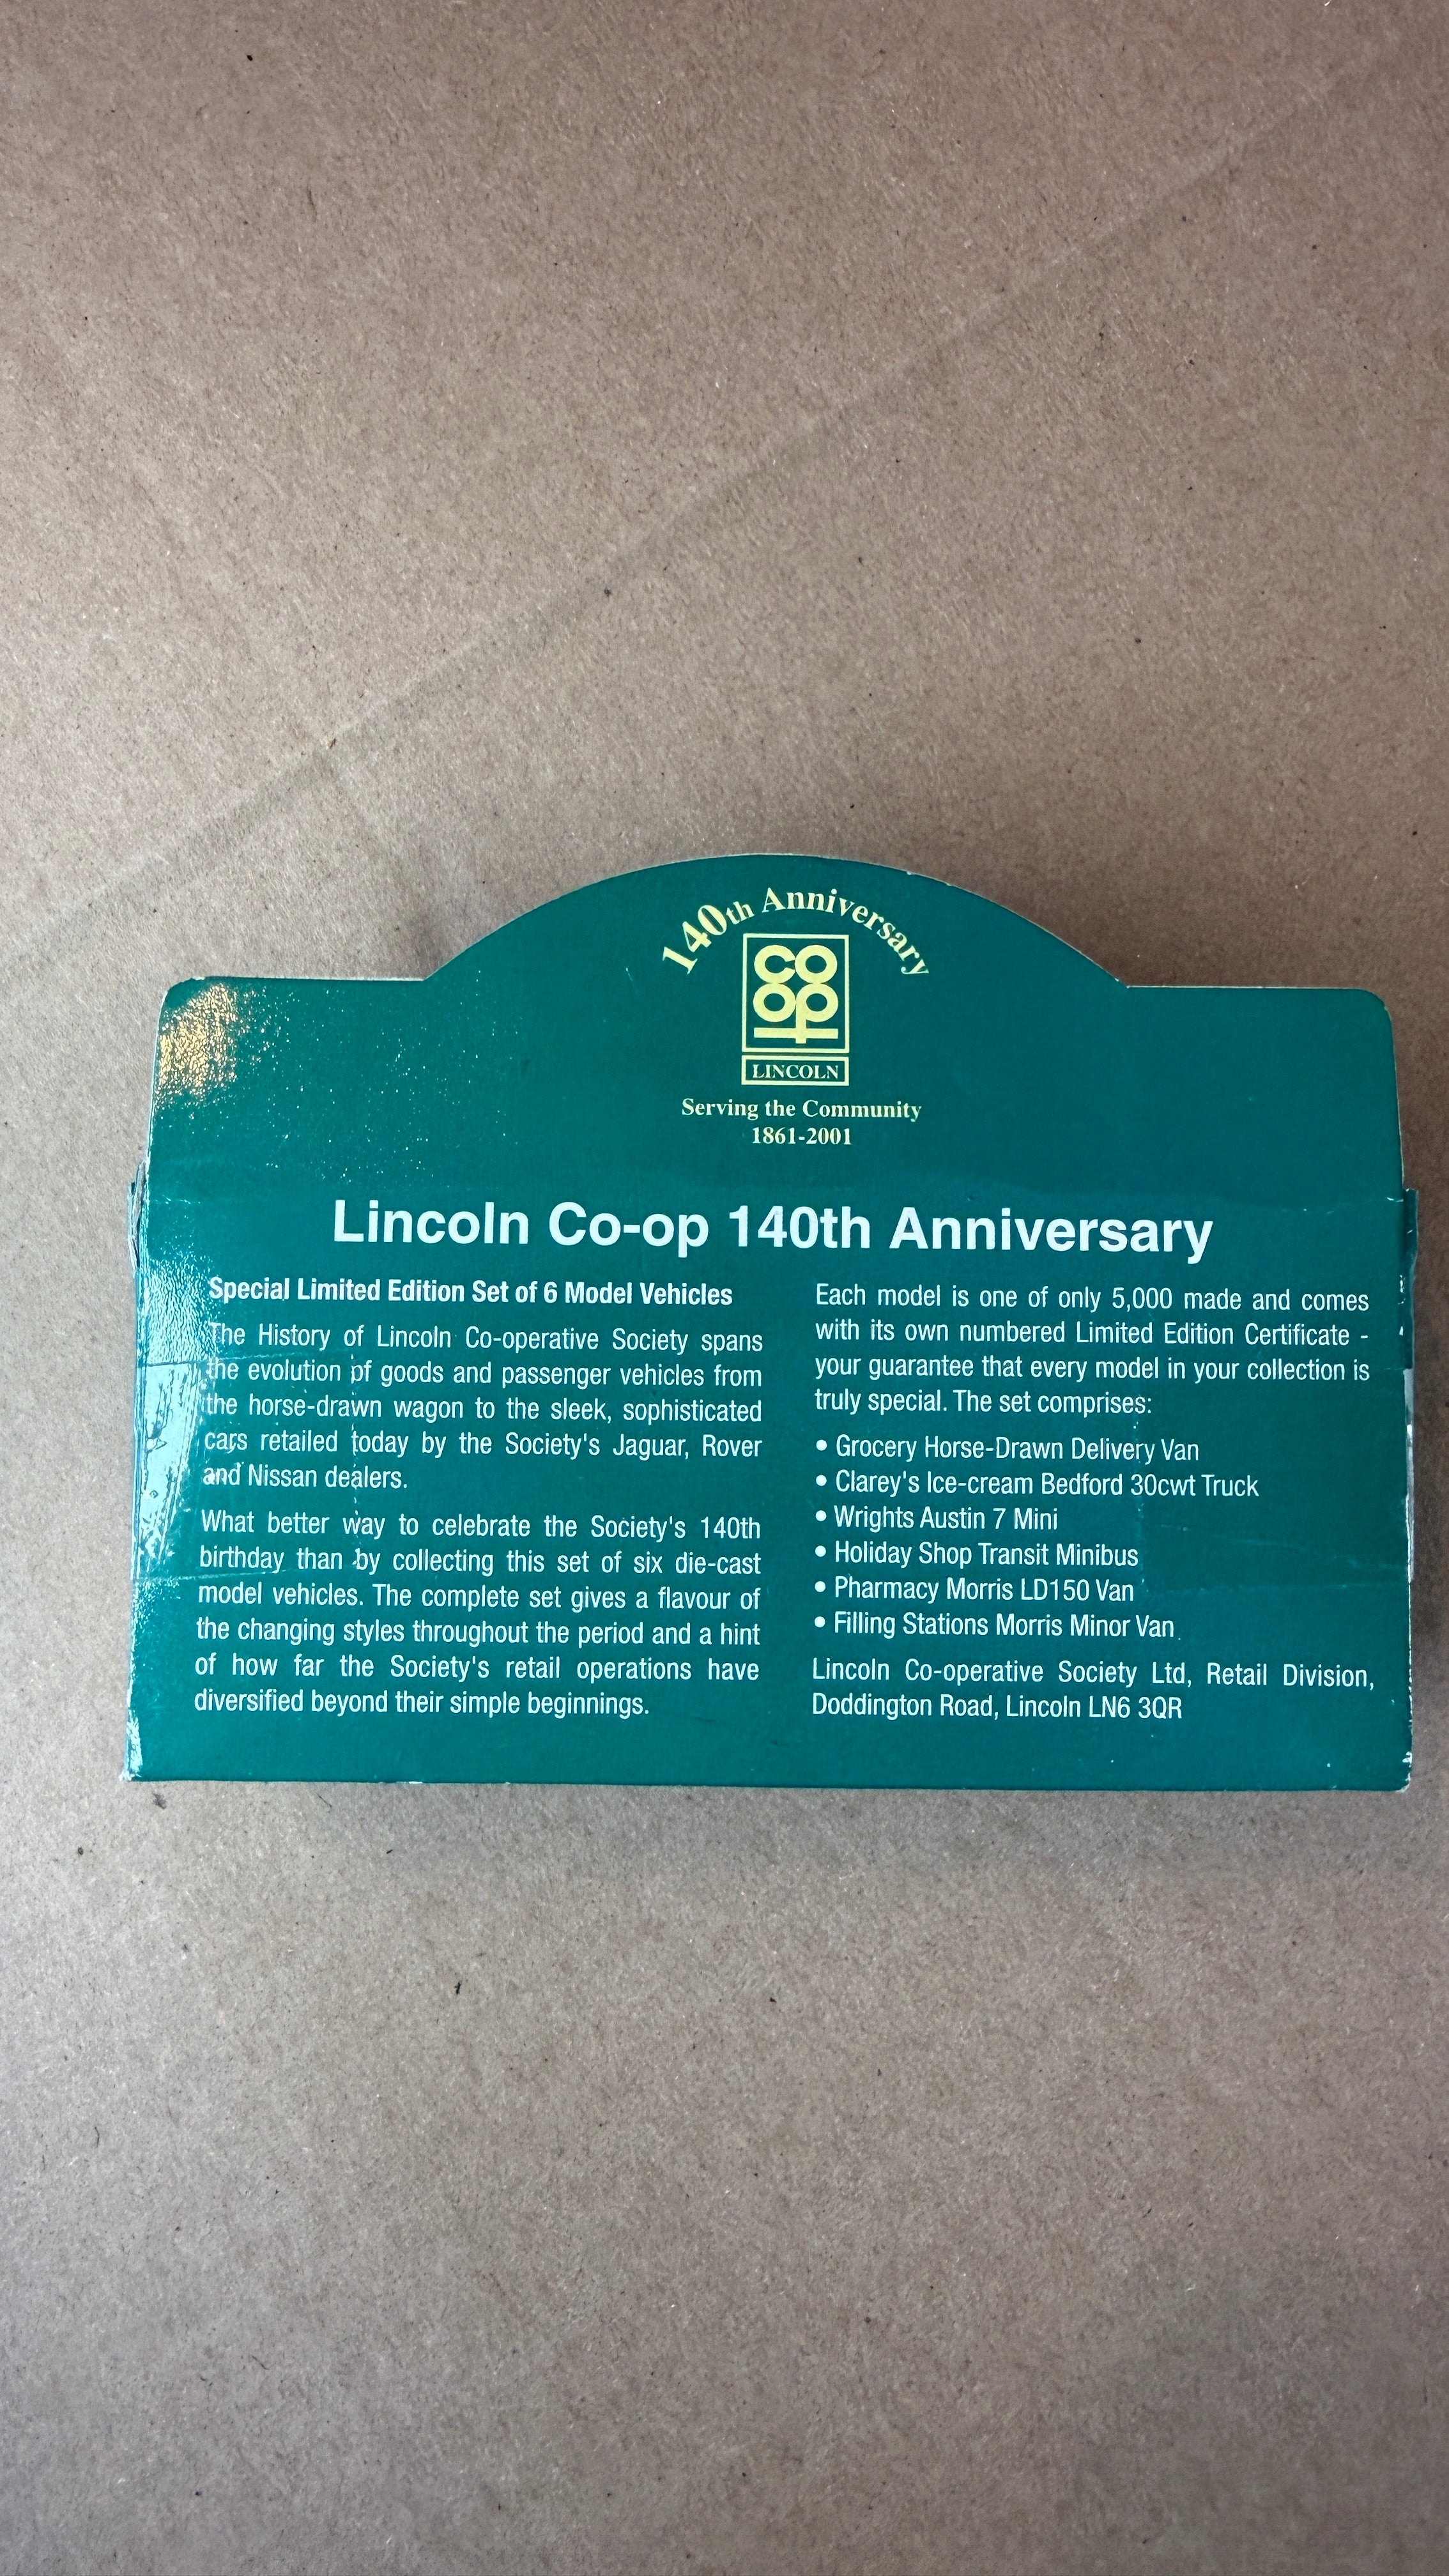 140th Anniversary
CO
OP
LINCOLN
Serving the Community
1861-2001
Lincoln Co-op 140th Anniversary
Special Limited Edition Set of 6 Model Vehicles
The History of Lincoln Co-operative Society spans
the evolution of goods and passenger vehicles from
the horse-drawn wagon to the sleek, sophisticated
cars retailed today by the Society's Jaguar, Rover
and Nissan dealers.
What better way to celebrate the Society's 140th
birthday than by collecting this set of six die-cast
model vehicles. The complete set gives a flavour of
the changing styles throughout the period and a hint
of how far the Society's retail operations have
diversified beyond their simple beginnings.
Each model is one of only 5,000 made and comes
with its own numbered Limited Edition Certificate -
your guarantee that every model in your collection is
truly special. The set comprises:
• Grocery Horse-Drawn Delivery Van
• Clarey's Ice-cream Bedford 30cwt Truck
• Wrights Austin 7 Mini
• Holiday Shop Transit Minibus
• Pharmacy Morris LD150 Van
• Filling Stations Morris Minor Van
Lincoln Co-operative Society Ltd, Retail Division,
Doddington Road, Lincoln LN6 3QR